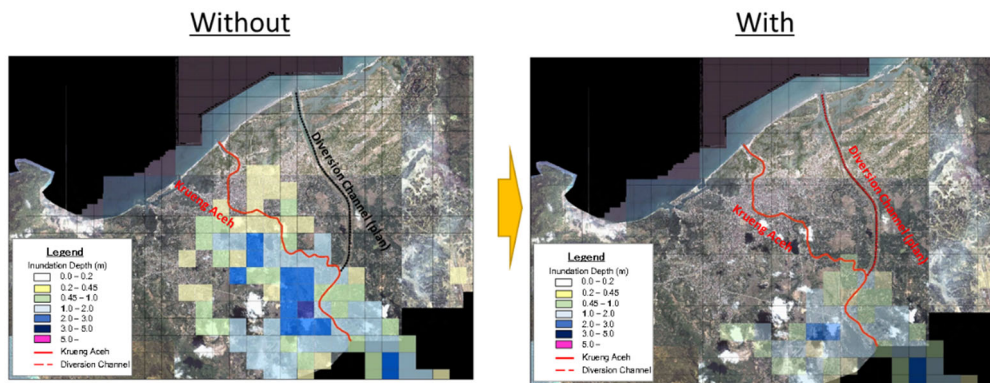 Without
With
Diversion Channel (plan)
Krueng Aceh
Legend
Inundation Depth (m)
0.0 – 0.2
0.2 – 0.45
0.45 – 1.0
1.0 – 2.0
2.0 – 3.0
3.0 – 5.0
5.0 –
Krueng Aceh
Diversion Channel
Diversion Channel (plan)
Krueng Aceh
Legend
Inundation Depth (m)
0.0 – 0.2
0.2 – 0.45
0.45 – 1.0
1.0 – 2.0
2.0 – 3.0
3.0 – 5.0
5.0 –
Krueng Aceh
Diversion Channel